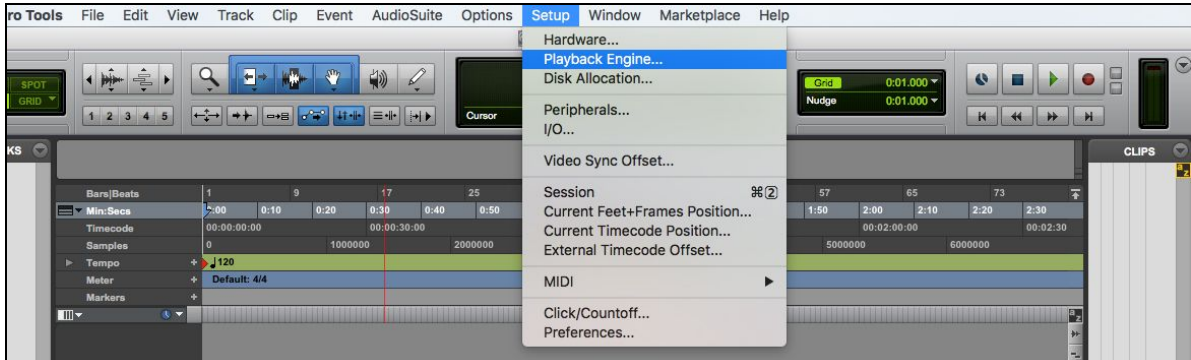 ro Tools File Edit View Track Clip Event AudioSuite Options Setup Window Marketplace Help
Hardware...
Playback Engine...
Disk Allocation...
Peripherals...
I/O...
Video Sync Offset...
Session ⌘2
Current Feet+Frames Position...
Current Timecode Position...
External Timecode Offset...
MIDI
Click/Countoff...
Preferences...
SPOT
GRID
1 2 3 4 5
Cursor
Grid 0:01.000
Nudge 0:01.000
KS
CLIPS
Bars|Beats 1 9 17 25 57 65 73
Min:Secs 0:00 0:10 0:20 0:30 0:40 0:50 1:50 2:00 2:10 2:20 2:30
Timecode 00:00:00:00 00:00:30:00 00:02:00:00 00:02:30
Samples 0 1000000 2000000 5000000 6000000
Tempo + 120
Meter + Default: 4/4
Markers +
a z
a z